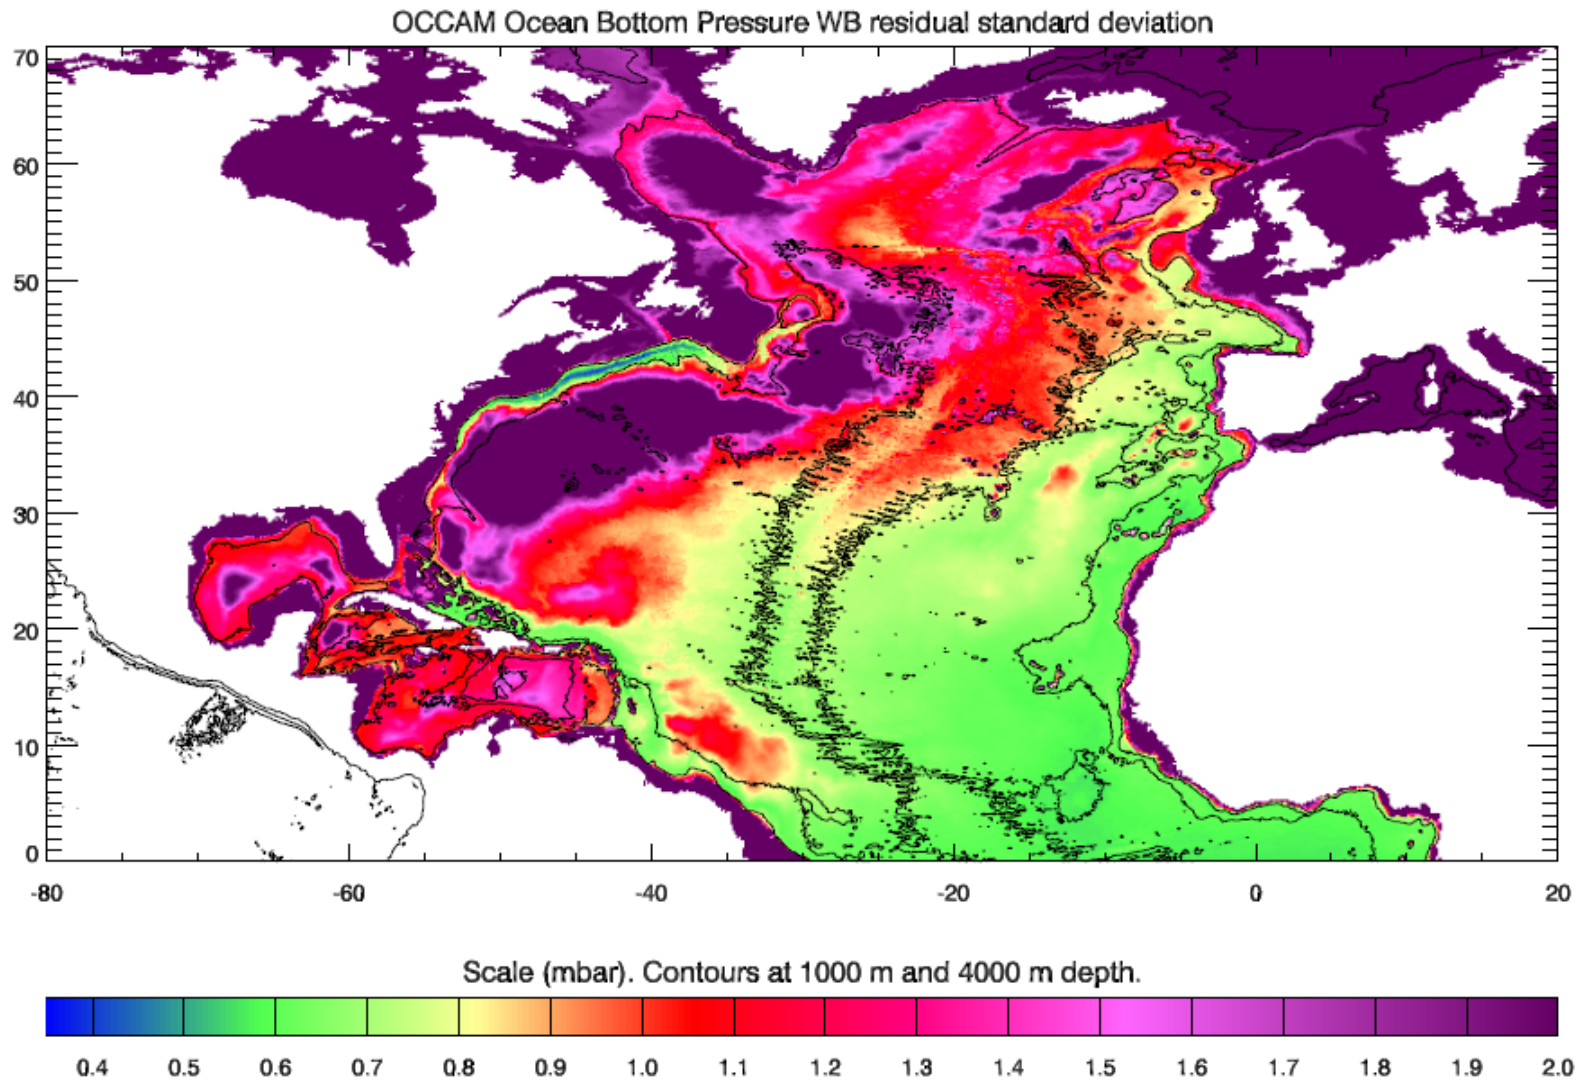 OCCAM Ocean Bottom Pressure WB residual standard deviation
70
60
50
40
30
20
10
0
-80 -60 -40 -20 0 20
Scale (mbar). Contours at 1000 m and 4000 m depth.
0.4 0.5 0.6 0.7 0.8 0.9 1.0 1.1 1.2 1.3 1.4 1.5 1.6 1.7 1.8 1.9 2.0